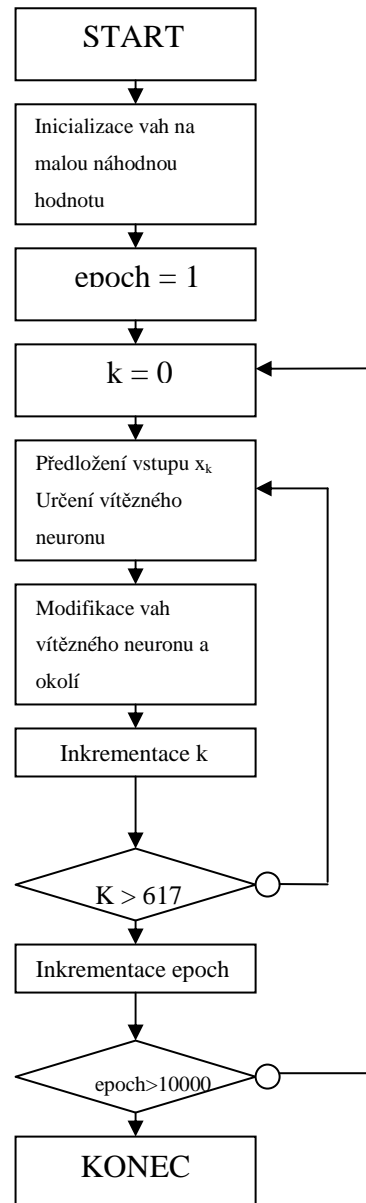 START
Inicializace vah na
malou náhodnou
hodnotu
epoch = 1
k = 0
Předložení vstupu xₖ
Určení vítězného
neuronu
Modifikace vah
vítězného neuronu a
okolí
Inkrementace k
K > 617
Inkrementace epoch
epoch>10000
KONEC